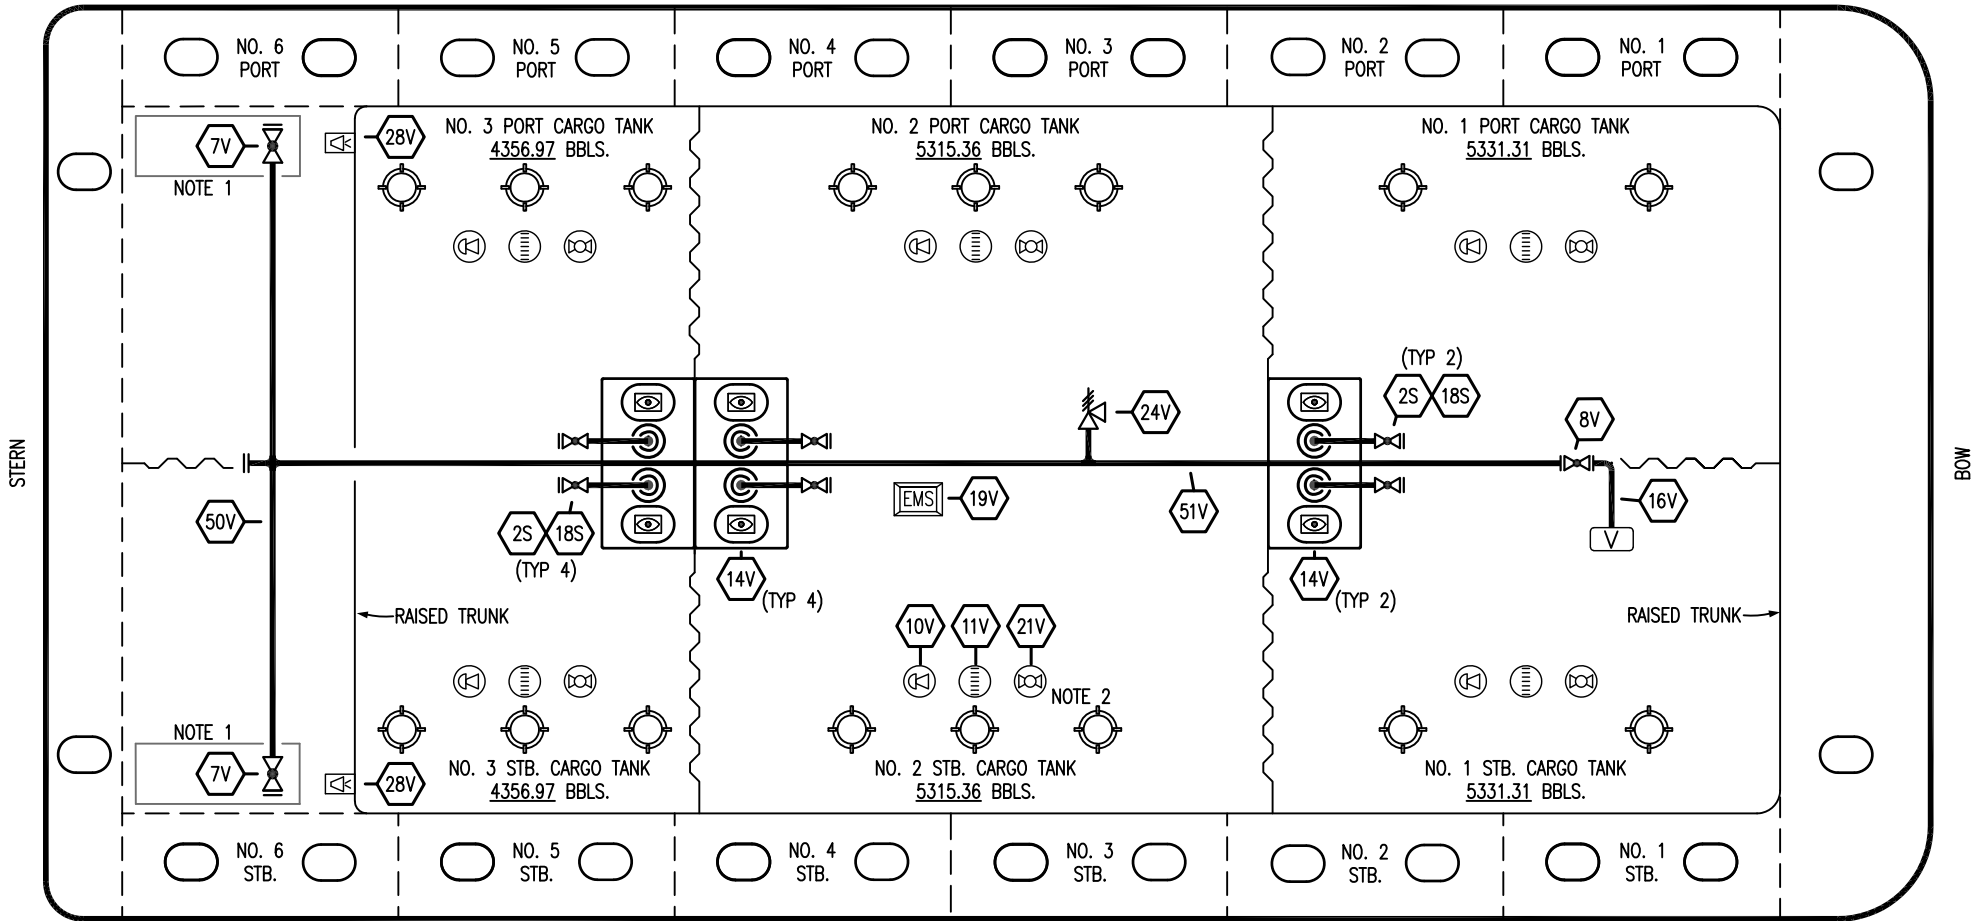 NO. 6
PORT
NO. 5
PORT
NO. 4
PORT
NO. 3
PORT
NO. 2
PORT
NO. 1
PORT
7V
NOTE 1
28V
NO. 3 PORT CARGO TANK
4356.97 BBLS.
NO. 2 PORT CARGO TANK
5315.36 BBLS.
NO. 1 PORT CARGO TANK
5331.31 BBLS.
(TYP 2)
2S 18S
24V
8V
STERN
BOW
EMS
19V
51V
16V
V
50V
2S 18S
(TYP 4)
14V
(TYP 4)
14V
(TYP 2)
RAISED TRUNK
RAISED TRUNK
10V 11V 21V
NOTE 2
NOTE 1
7V
28V
NO. 3 STB. CARGO TANK
4356.97 BBLS.
NO. 2 STB. CARGO TANK
5315.36 BBLS.
NO. 1 STB. CARGO TANK
5331.31 BBLS.
NO. 6
STB.
NO. 5
STB.
NO. 4
STB.
NO. 3
STB.
NO. 2
STB.
NO. 1
STB.